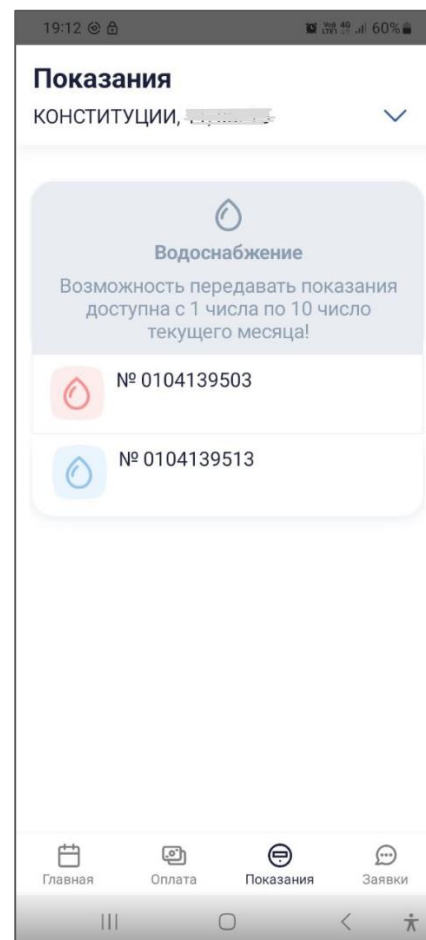 19:12 60%
Показания
КОНСТИТУЦИИ,
Водоснабжение
Возможность передавать показания
доступна с 1 числа по 10 число
текущего месяца!
№ 0104139503
№ 0104139513
Главная Оплата Показания Заявки